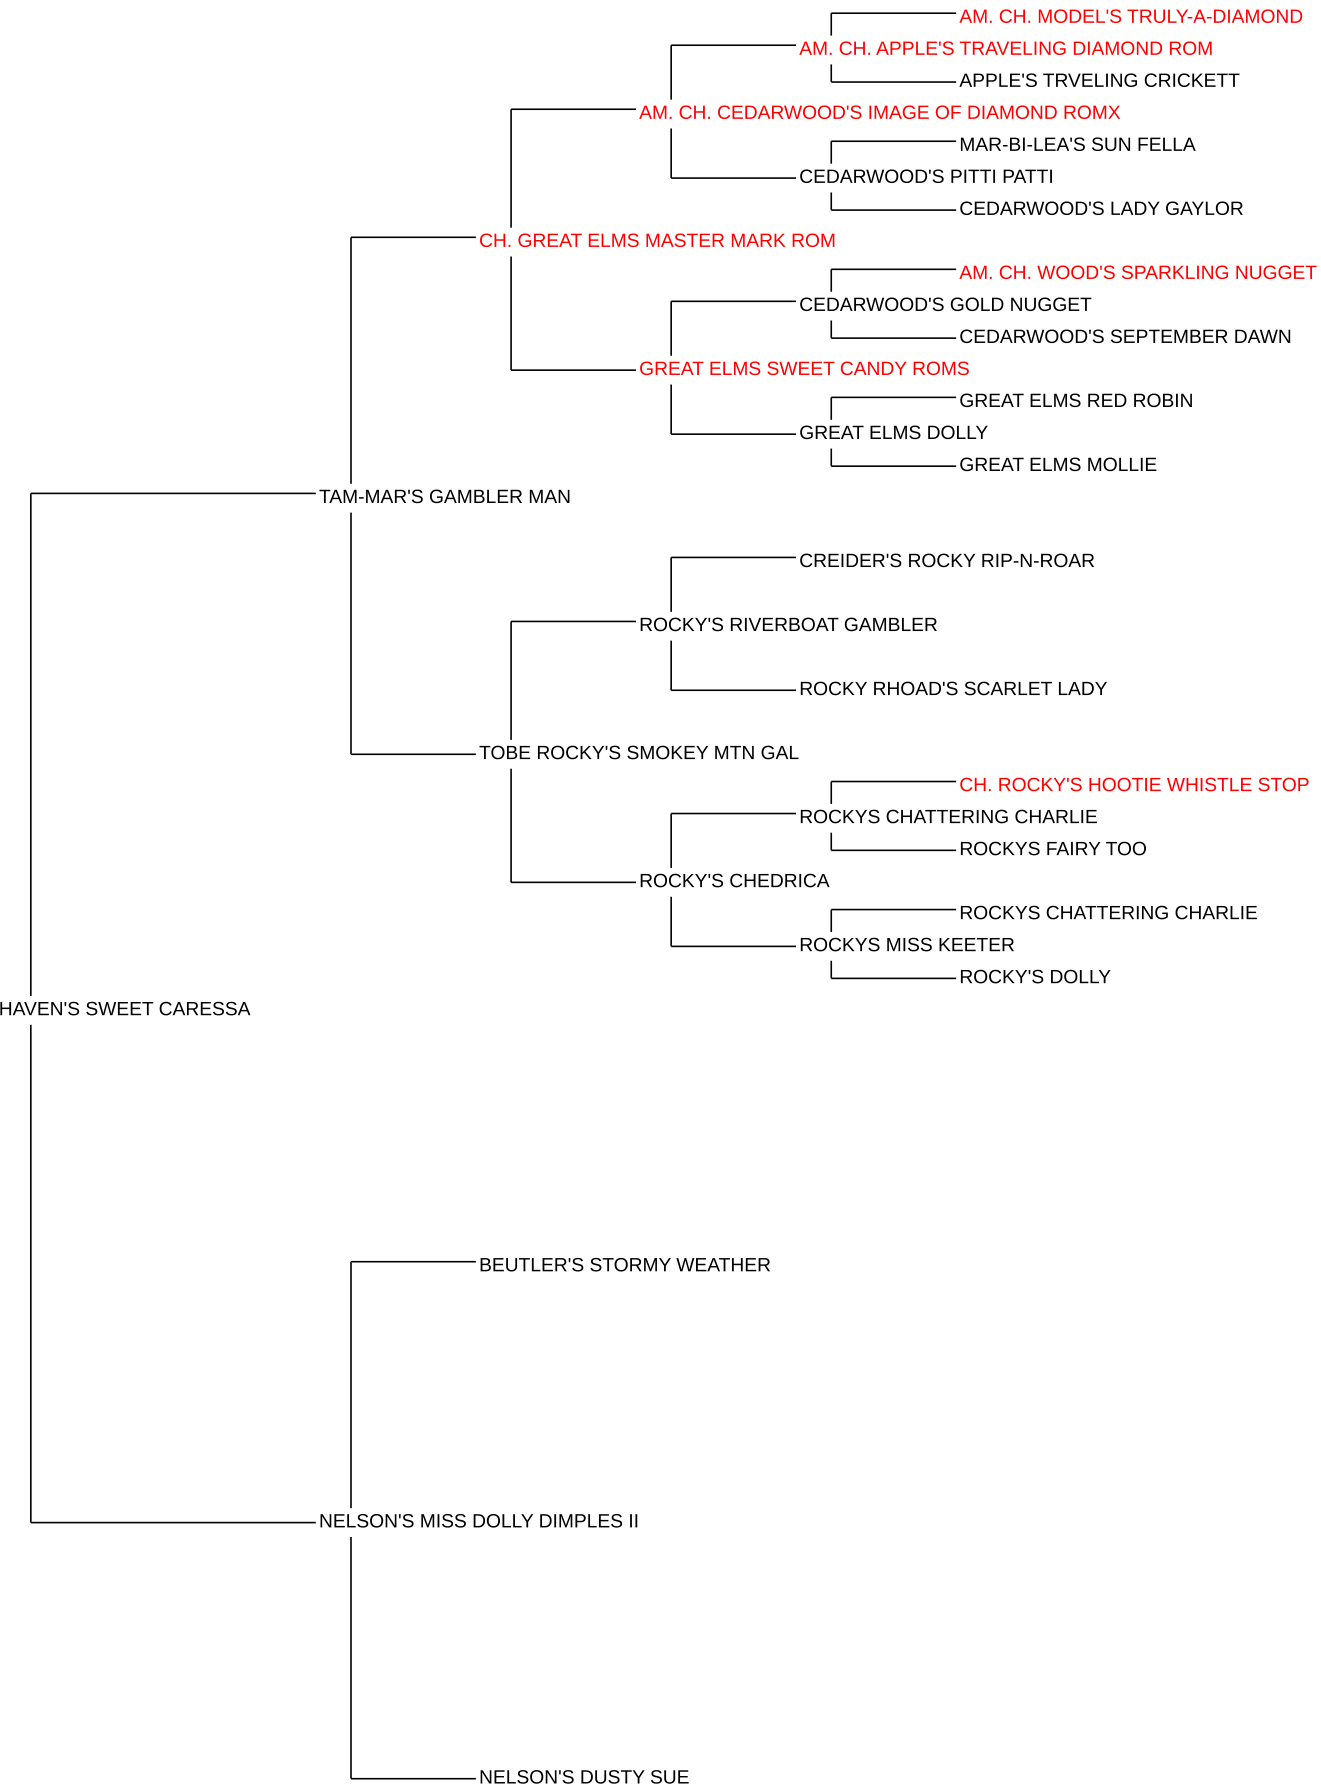 AM. CH. MODEL'S TRULY-A-DIAMOND
AM. CH. APPLE'S TRAVELING DIAMOND ROM
APPLE'S TRVELING CRICKETT
AM. CH. CEDARWOOD'S IMAGE OF DIAMOND ROMX
MAR-BI-LEA'S SUN FELLA
CEDARWOOD'S PITTI PATTI
CEDARWOOD'S LADY GAYLOR
CH. GREAT ELMS MASTER MARK ROM
AM. CH. WOOD'S SPARKLING NUGGET
CEDARWOOD'S GOLD NUGGET
CEDARWOOD'S SEPTEMBER DAWN
GREAT ELMS SWEET CANDY ROMS
GREAT ELMS RED ROBIN
GREAT ELMS DOLLY
GREAT ELMS MOLLIE
TAM-MAR'S GAMBLER MAN
CREIDER'S ROCKY RIP-N-ROAR
ROCKY'S RIVERBOAT GAMBLER
ROCKY RHOAD'S SCARLET LADY
TOBE ROCKY'S SMOKEY MTN GAL
CH. ROCKY'S HOOTIE WHISTLE STOP
ROCKYS CHATTERING CHARLIE
ROCKYS FAIRY TOO
ROCKY'S CHEDRICA
ROCKYS CHATTERING CHARLIE
ROCKYS MISS KEETER
ROCKY'S DOLLY
HAVEN'S SWEET CARESSA
BEUTLER'S STORMY WEATHER
NELSON'S MISS DOLLY DIMPLES II
NELSON'S DUSTY SUE